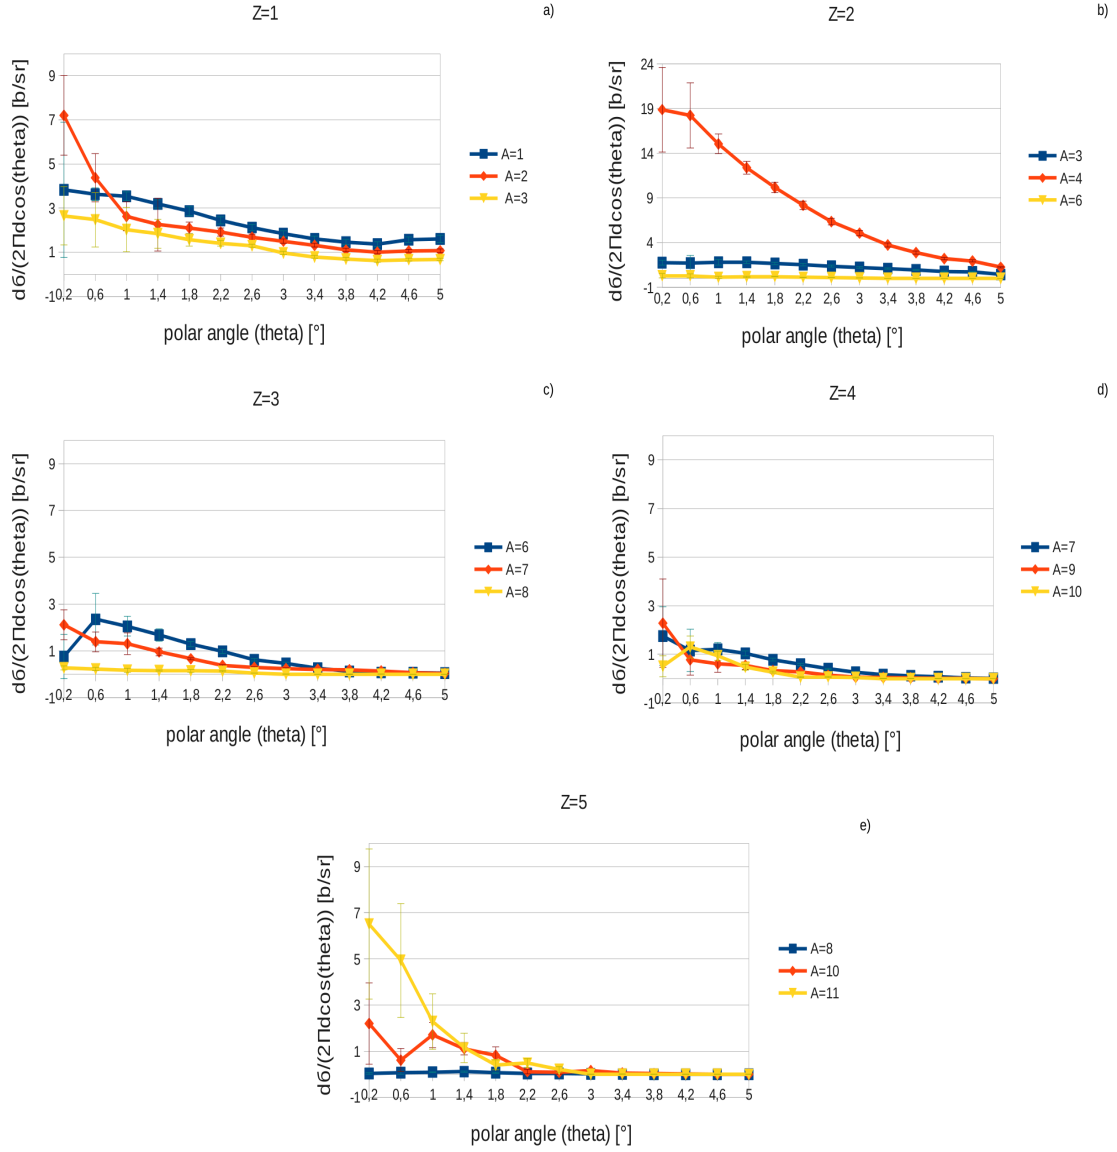 Z=1
a)
dб/(2Πdcos(theta)) [b/sr]
9
7
5
3
1
-1
0,2 0,6 1 1,4 1,8 2,2 2,6 3 3,4 3,8 4,2 4,6 5
polar angle (theta) [°]
A=1
A=2
A=3
Z=2
b)
dб/(2Πdcos(theta)) [b/sr]
24
19
14
9
4
-1
0,2 0,6 1 1,4 1,8 2,2 2,6 3 3,4 3,8 4,2 4,6 5
polar angle (theta) [°]
A=3
A=4
A=6
Z=3
c)
dб/(2Πdcos(theta)) [b/sr]
9
7
5
3
1
-1
0,2 0,6 1 1,4 1,8 2,2 2,6 3 3,4 3,8 4,2 4,6 5
polar angle (theta) [°]
A=6
A=7
A=8
Z=4
d)
dб/(2Πdcos(theta)) [b/sr]
9
7
5
3
1
-1
0,2 0,6 1 1,4 1,8 2,2 2,6 3 3,4 3,8 4,2 4,6 5
polar angle (theta) [°]
A=7
A=9
A=10
Z=5
e)
dб/(2Πdcos(theta)) [b/sr]
9
7
5
3
1
-1
0,2 0,6 1 1,4 1,8 2,2 2,6 3 3,4 3,8 4,2 4,6 5
polar angle (theta) [°]
A=8
A=10
A=11